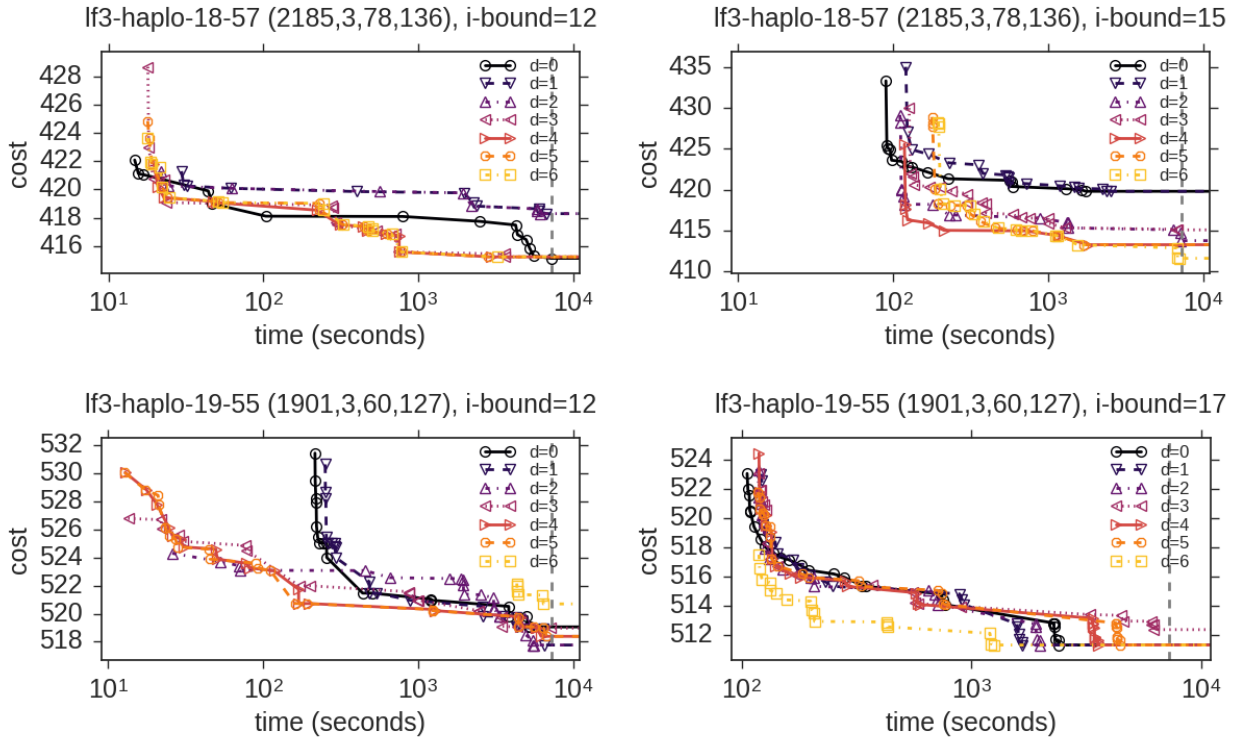 lf3-haplo-18-57 (2185,3,78,136), i-bound=12
428
426
424
422
420
418
416
cost
d=0
d=1
d=2
d=3
d=4
d=5
d=6
10¹
10²
10³
10⁴
time (seconds)
lf3-haplo-18-57 (2185,3,78,136), i-bound=15
435
430
425
420
415
410
cost
d=0
d=1
d=2
d=3
d=4
d=5
d=6
10¹
10²
10³
10⁴
time (seconds)
lf3-haplo-19-55 (1901,3,60,127), i-bound=12
532
530
528
526
524
522
520
518
cost
d=0
d=1
d=2
d=3
d=4
d=5
d=6
10¹
10²
10³
10⁴
time (seconds)
lf3-haplo-19-55 (1901,3,60,127), i-bound=17
524
522
520
518
516
514
512
cost
d=0
d=1
d=2
d=3
d=4
d=5
d=6
10²
10³
10⁴
time (seconds)